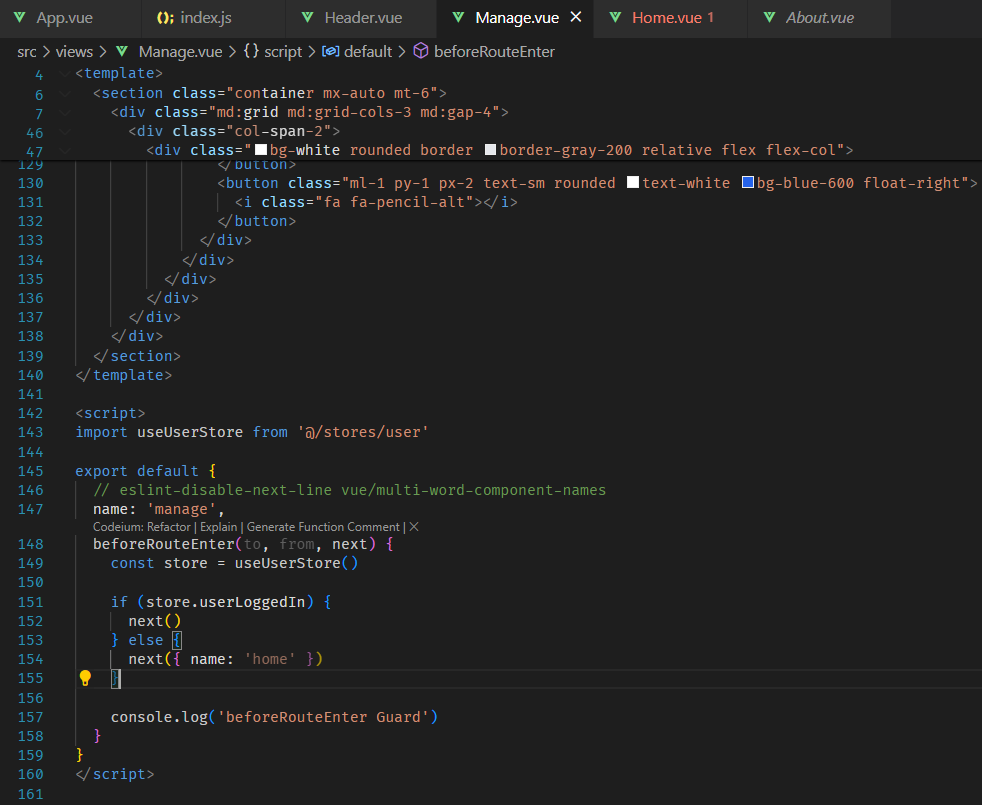 App.vue index.js Header.vue Manage.vue Home.vue 1 About.vue
src > views > Manage.vue > {} script > default > beforeRouteEnter
4 <template>
6 <section class="container mx-auto mt-6">
7 <div class="md:grid md:grid-cols-3 md:gap-4">
46 <div class="col-span-2">
47 <div class="bg-white rounded border border-gray-200 relative flex flex-col">
129 </button>
130 <button class="ml-1 py-1 px-2 text-sm rounded text-white bg-blue-600 float-right">
131 <i class="fa fa-pencil-alt"></i>
132 </button>
133 </div>
134 </div>
135 </div>
136 </div>
137 </div>
138 </div>
139 </section>
140 </template>
141
142 <script>
143 import useUserStore from '@/stores/user'
144
145 export default {
146 // eslint-disable-next-line vue/multi-word-component-names
147 name: 'manage',
Codeium: Refactor | Explain | Generate Function Comment | ×
148 beforeRouteEnter(to, from, next) {
149 const store = useUserStore()
150
151 if (store.userLoggedIn) {
152 next()
153 } else {
154 next({ name: 'home' })
155 }
156
157 console.log('beforeRouteEnter Guard')
158 }
159 }
160 </script>
161